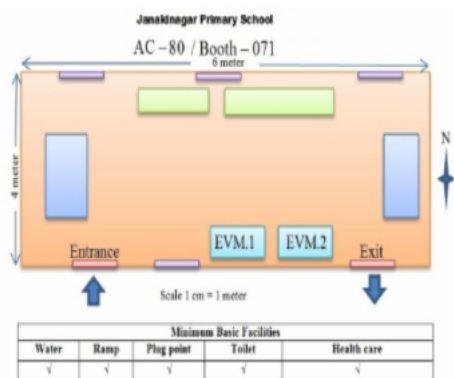 Janakinagar Primary School
AC-80 / Booth-071
6 meter
4 meter
N
EVM.1 EVM.2
Entrance Exit
Scale 1 cm = 1 meter
Minimum Basic Facilities
Water Ramp Plog point Toilet Health care
√ √ √ √ √